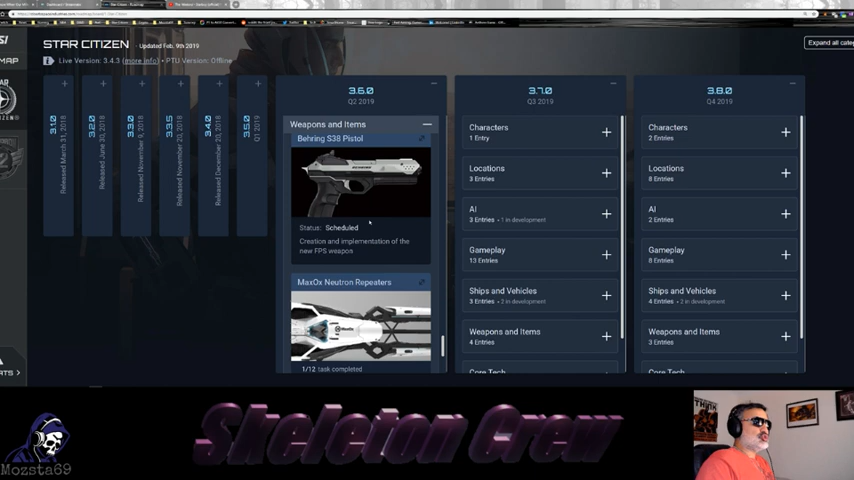 STAR CITIZEN • Updated Feb. 9th 2019
Live Version: 3.4.3 (more info) • PTU Version: Offline
Expand all categ
MAP
3.1.0
Released March 31, 2018
3.2.0
Released June 30, 2018
3.3.0
Released November 9, 2018
3.3.5
Released November 20, 2018
3.4.0
Released December 20, 2018
3.5.0
Q1 2019
3.6.0
Q2 2019
Weapons and Items
Behring S38 Pistol
Status: Scheduled
Creation and implementation of the
new FPS weapon
MaxOx Neutron Repeaters
1/12 task completed
3.7.0
Q3 2019
Characters
1 Entry
Locations
3 Entries
AI
3 Entries • 1 in development
Gameplay
13 Entries
Ships and Vehicles
3 Entries • 2 in development
Weapons and Items
4 Entries
Core Tech
3.8.0
Q4 2019
Characters
2 Entries
Locations
8 Entries
AI
2 Entries
Gameplay
8 Entries
Ships and Vehicles
4 Entries • 2 in development
Weapons and Items
3 Entries
Core Tech
Skeleton Crew
Mozsta69
THINK